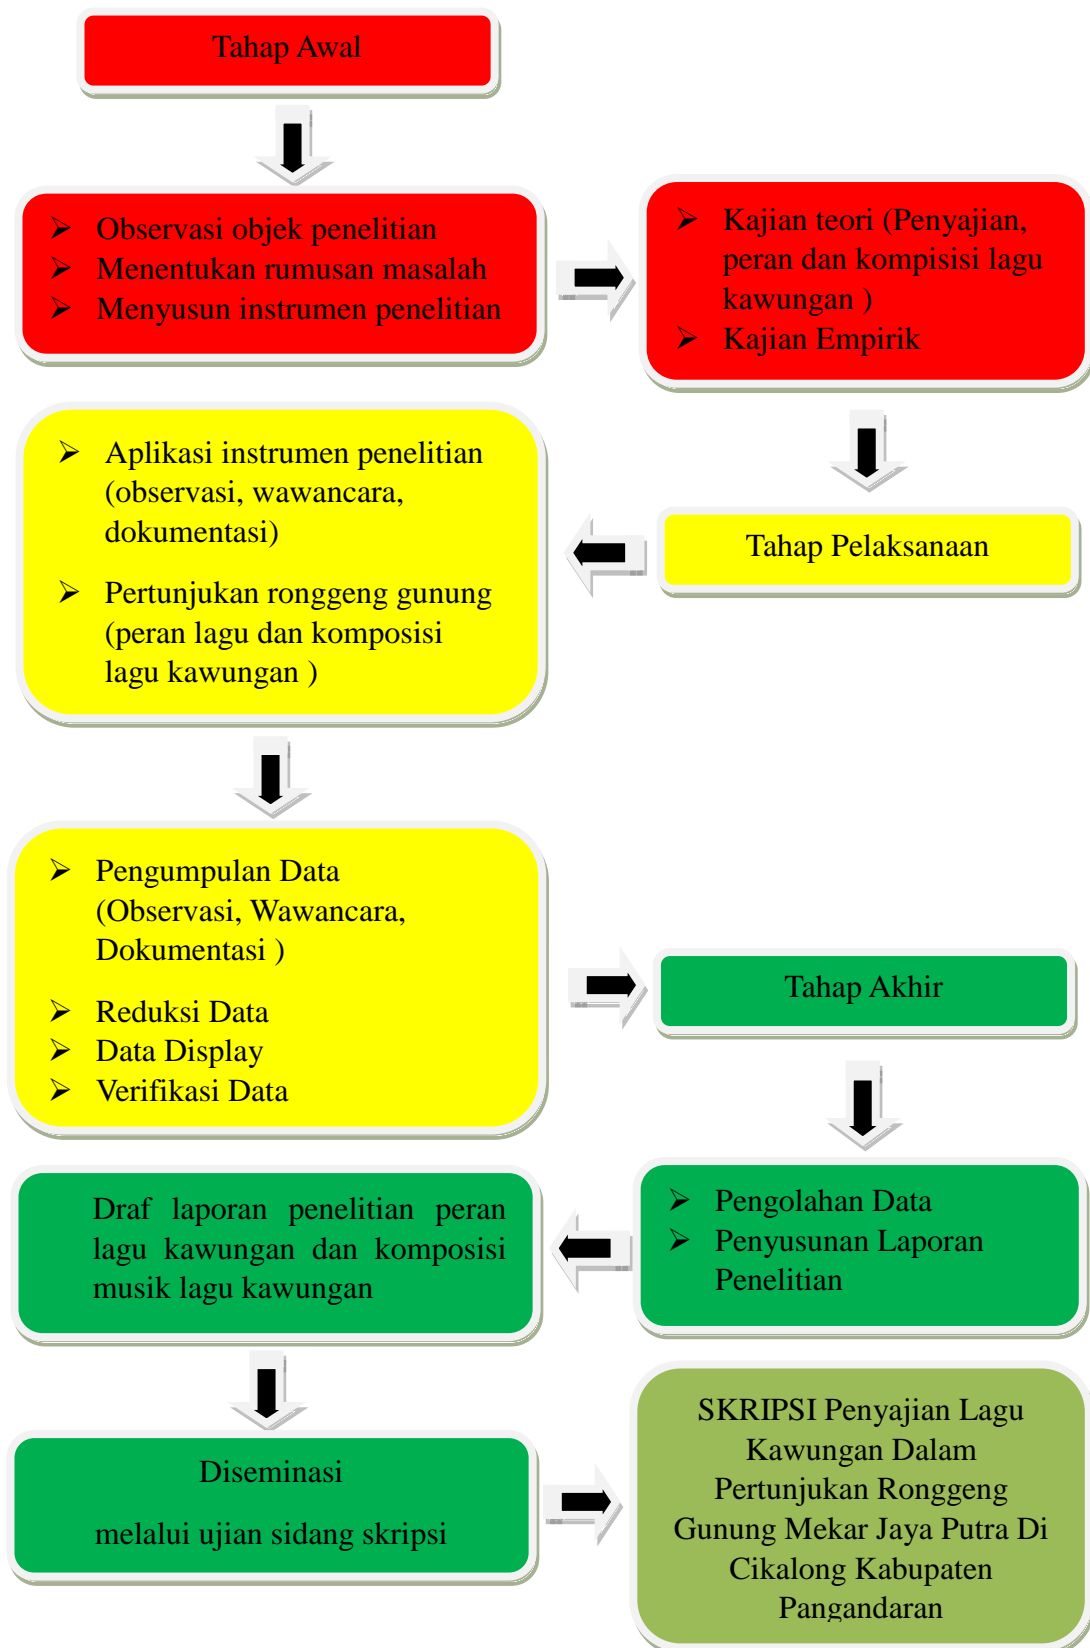 Tahap Awal
➢ Observasi objek penelitian
➢ Menentukan rumusan masalah
➢ Menyusun instrumen penelitian
➢ Kajian teori (Penyajian,
peran dan kompisisi lagu
kawungan )
➢ Kajian Empirik
Tahap Pelaksanaan
➢ Aplikasi instrumen penelitian
(observasi, wawancara,
dokumentasi)
➢ Pertunjukan ronggeng gunung
(peran lagu dan komposisi
lagu kawungan )
➢ Pengumpulan Data
(Observasi, Wawancara,
Dokumentasi )
➢ Reduksi Data
➢ Data Display
➢ Verifikasi Data
Tahap Akhir
➢ Pengolahan Data
➢ Penyusunan Laporan
Penelitian
Draf laporan penelitian peran
lagu kawungan dan komposisi
musik lagu kawungan
Diseminasi
melalui ujian sidang skripsi
SKRIPSI Penyajian Lagu
Kawungan Dalam
Pertunjukan Ronggeng
Gunung Mekar Jaya Putra Di
Cikalong Kabupaten
Pangandaran